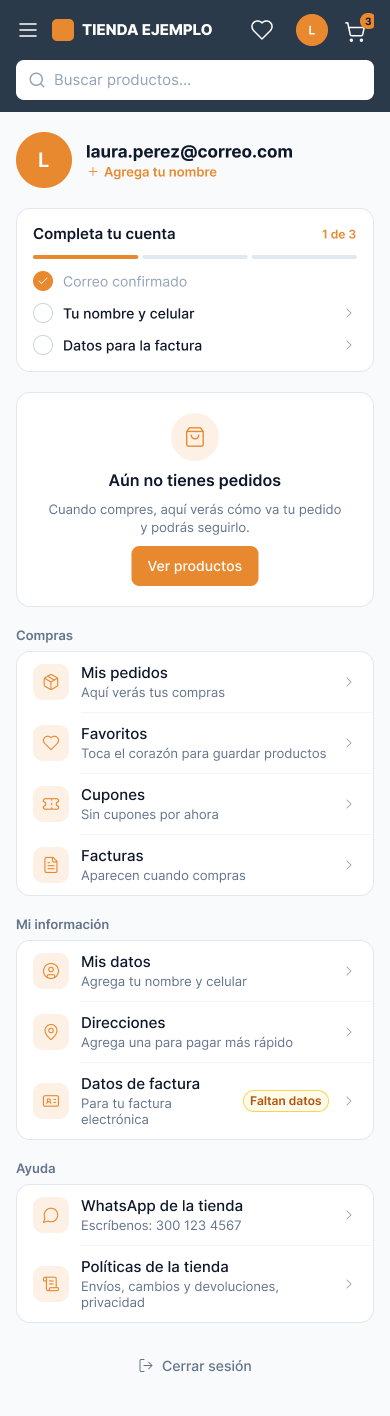 TIENDA EJEMPLO
L
3
Buscar productos...
L
laura.perez@correo.com
+ Agrega tu nombre
Completa tu cuenta
1 de 3
Correo confirmado
Tu nombre y celular
Datos para la factura
Aún no tienes pedidos
Cuando compres, aquí verás cómo va tu pedido
y podrás seguirlo.
Ver productos
Compras
Mis pedidos
Aquí verás tus compras
Favoritos
Toca el corazón para guardar productos
Cupones
Sin cupones por ahora
Facturas
Aparecen cuando compras
Mi información
Mis datos
Agrega tu nombre y celular
Direcciones
Agrega una para pagar más rápido
Datos de factura
Para tu factura
electrónica
Faltan datos
Ayuda
WhatsApp de la tienda
Escríbenos: 300 123 4567
Políticas de la tienda
Envíos, cambios y devoluciones,
privacidad
Cerrar sesión